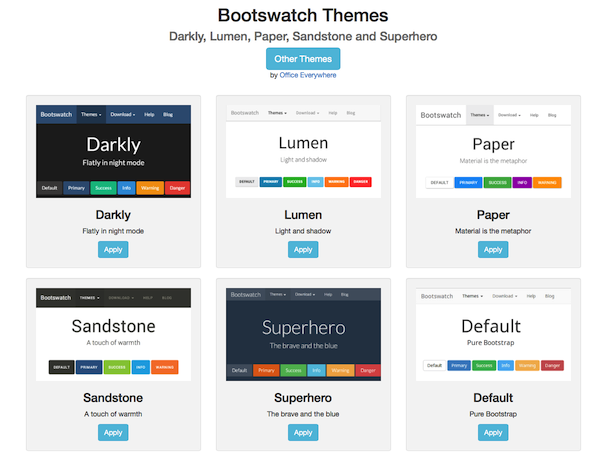 Bootswatch Themes
Darkly, Lumen, Paper, Sandstone and Superhero
Other Themes
by Office Everywhere
Bootswatch Themes Download Help Blog
Darkly
Flatly in night mode
Default Primary Success Info Warning Danger
Darkly
Flatly in night mode
Apply
Bootswatch Themes Download Help Blog
Lumen
Light and shadow
DEFAULT PRIMARY SUCCESS INFO WARNING DANGER
Lumen
Light and shadow
Apply
Bootswatch Themes Download Help Blog
Paper
Material is the metaphor
DEFAULT PRIMARY SUCCESS INFO WARNING
Paper
Material is the metaphor
Apply
Bootswatch THEMES DOWNLOAD HELP BLOG
Sandstone
A touch of warmth
DEFAULT PRIMARY SUCCESS INFO WARNING
Sandstone
A touch of warmth
Apply
Bootswatch Themes Download Help Blog
Superhero
The brave and the blue
Default Primary Success Info Warning Danger
Superhero
The brave and the blue
Apply
Bootswatch Themes Download Help Blog
Default
Pure Bootstrap
Default Primary Success Info Warning Danger
Default
Pure Bootstrap
Apply